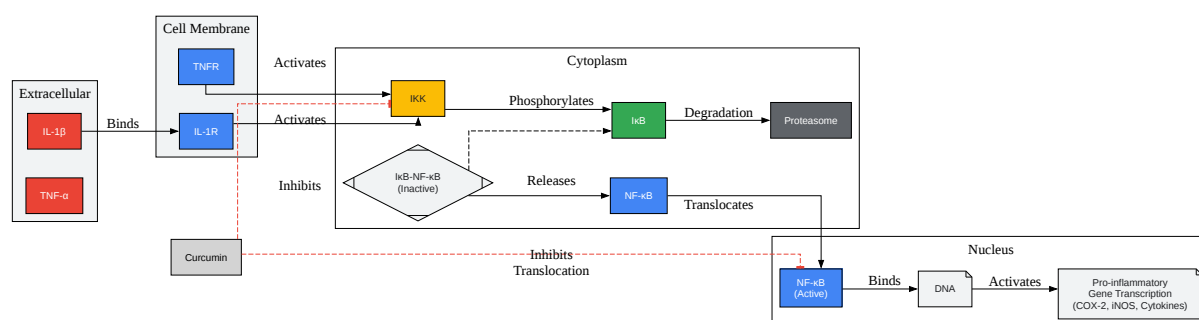 Extracellular
IL-1β
TNF-α
Binds
Cell Membrane
TNFR
IL-1R
Activates
Activates
Inhibits
Curcumin
Cytoplasm
IKK
Phosphorylates
IκB
Degradation
Proteasome
IκB-NF-κB
(Inactive)
Releases
NF-κB
Translocates
Inhibits
Translocation
Nucleus
NF-κB
(Active)
Binds
DNA
Activates
Pro-inflammatory
Gene Transcription
(COX-2, iNOS, Cytokines)